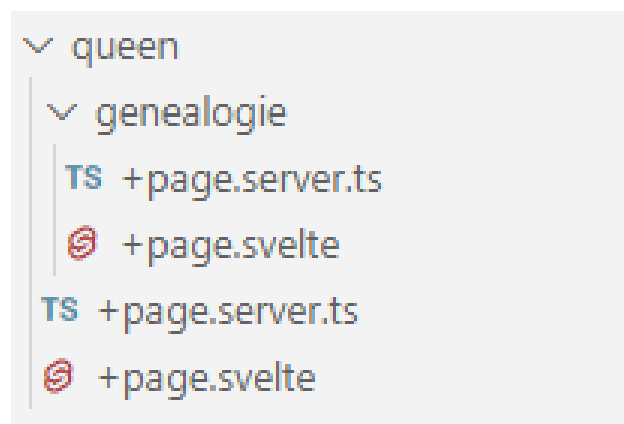 queen
genealogie
TS +page.server.ts
+page.svelte
TS +page.server.ts
+page.svelte